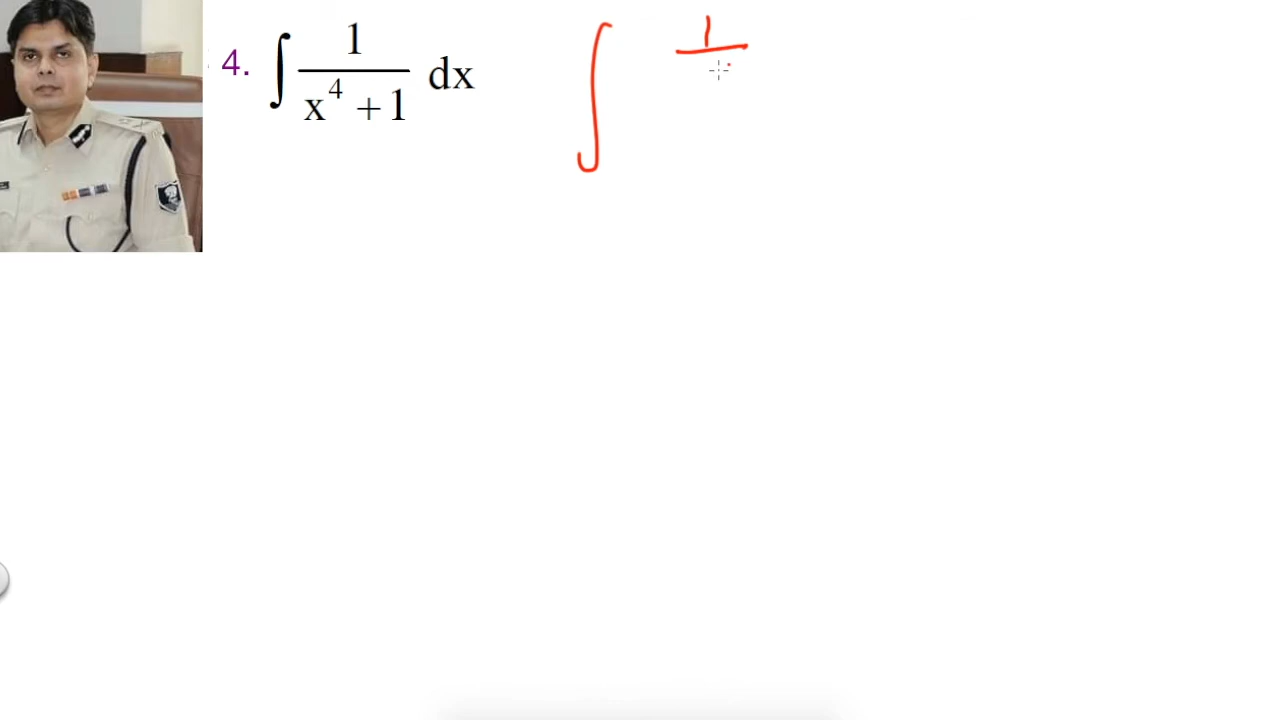 4. ∫ 1/(x⁴ + 1) dx ∫ 1/